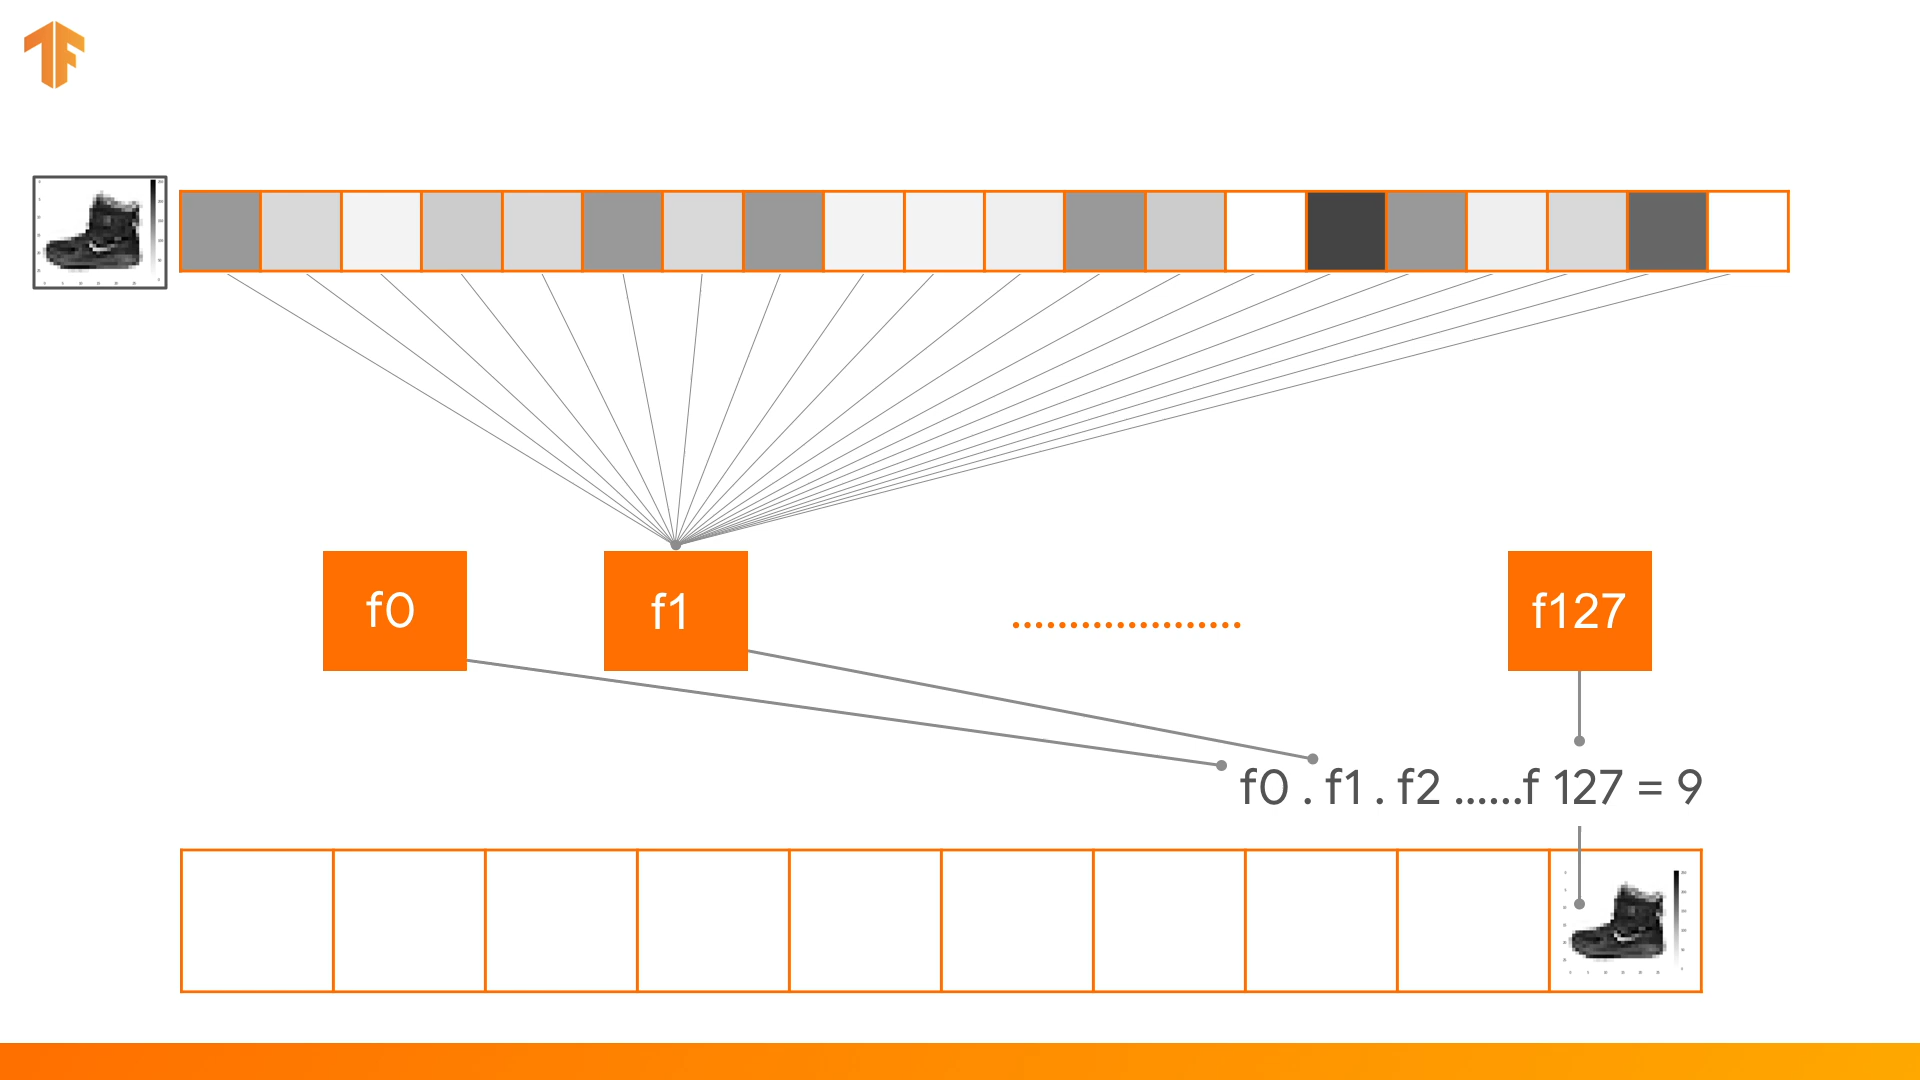 f0
f1
f127
f0 . f1 . f2 ......f 127 = 9